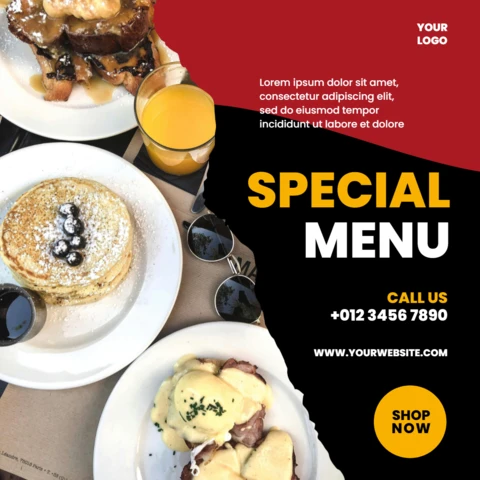 YOUR
LOGO
Lorem ipsum dolor sit amet,
consectetur adipiscing elit,
sed do eiusmod tempor
incididunt ut labore et dolore
SPECIAL
MENU
CALL US
+012 3456 7890
WWW.YOURWEBSITE.COM
SHOP
NOW